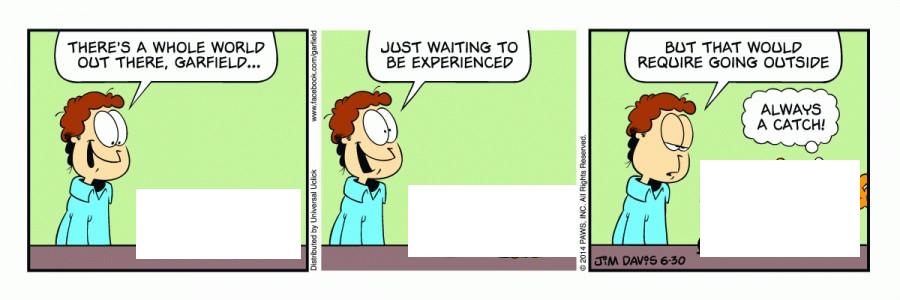 THERE'S A WHOLE WORLD
OUT THERE, GARFIELD...
www.facebook.com/garfield
Distributed by Universal Uclick
JUST WAITING TO
BE EXPERIENCED
© 2014 PAWS, INC. All Rights Reserved.
BUT THAT WOULD
REQUIRE GOING OUTSIDE
ALWAYS
A CATCH!
JIM DAVIS 6-30